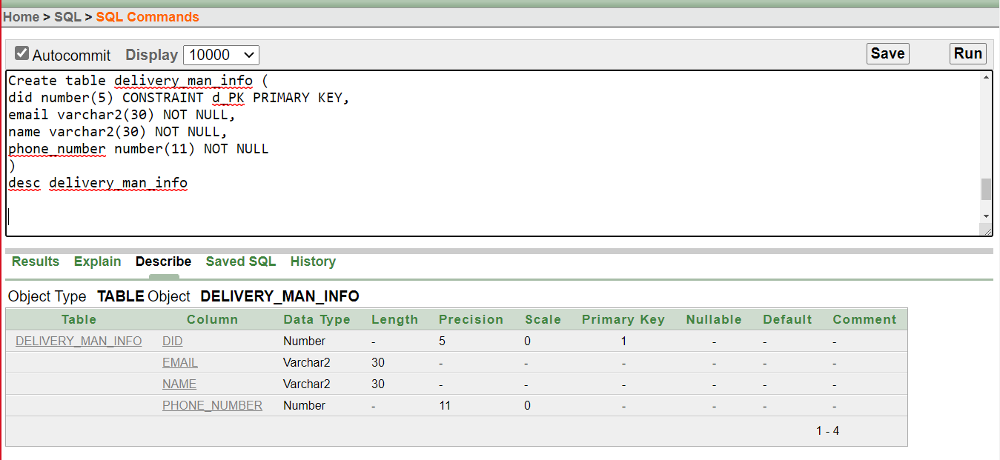 Home > SQL > SQL Commands
Autocommit Display 10000 Save Run
Create table delivery_man_info (
did number(5) CONSTRAINT d_PK PRIMARY KEY,
email varchar2(30) NOT NULL,
name varchar2(30) NOT NULL,
phone_number number(11) NOT NULL
)
desc delivery_man_info
Results Explain Describe Saved SQL History
Object Type TABLE Object DELIVERY_MAN_INFO
Table Column Data Type Length Precision Scale Primary Key Nullable Default Comment
DELIVERY_MAN_INFO DID Number - 5 0 1 - - -
EMAIL Varchar2 30 - - - - - -
NAME Varchar2 30 - - - - - -
PHONE_NUMBER Number - 11 0 - - - -
1 - 4